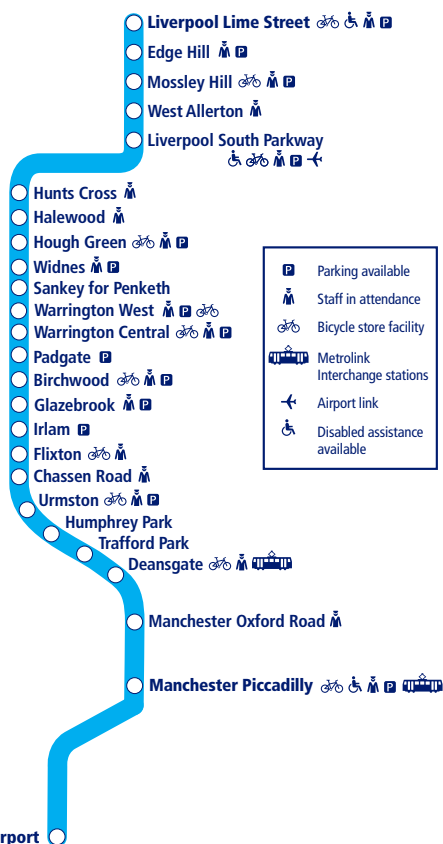 Liverpool Lime Street P
Edge Hill P
Mossley Hill P
West Allerton
Liverpool South Parkway
P
Hunts Cross
Halewood
Hough Green P
Widnes P
Sankey for Penketh
Warrington West P
Warrington Central P
Padgate P
Birchwood P
Glazebrook P
Irlam P
Flixton
Chassen Road
Urmston P
Humphrey Park
Trafford Park
Deansgate
Manchester Oxford Road
Manchester Piccadilly P
rport
P Parking available
Staff in attendance
Bicycle store facility
Metrolink
Interchange stations
Airport link
Disabled assistance
available